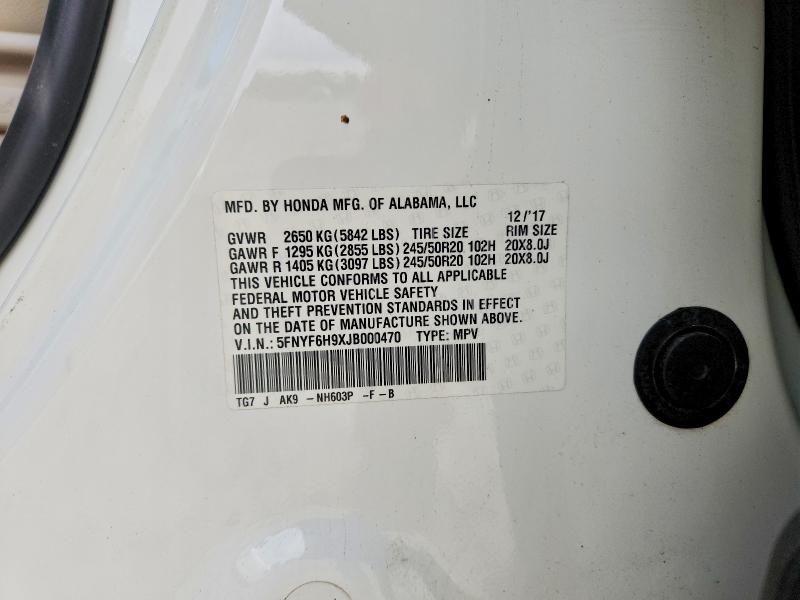 MFD. BY HONDA MFG. OF ALABAMA, LLC
12/'17
GVWR 2650 KG(5842 LBS) TIRE SIZE RIM SIZE
GAWR F 1295 KG(2855 LBS)245/50R20 102H 20X8.0J
GAWR R 1405 KG(3097 LBS)245/50R20 102H 20X8.0J
THIS VEHICLE CONFORMS TO ALL APPLICABLE
FEDERAL MOTOR VEHICLE SAFETY
AND THEFT PREVENTION STANDARDS IN EFFECT
ON THE DATE OF MANUFACTURE SHOWN ABOVE.
V.I.N.: 5FNYF6H9XJB000470 TYPE: MPV
TG7 J AK9 -NH603P -F-B